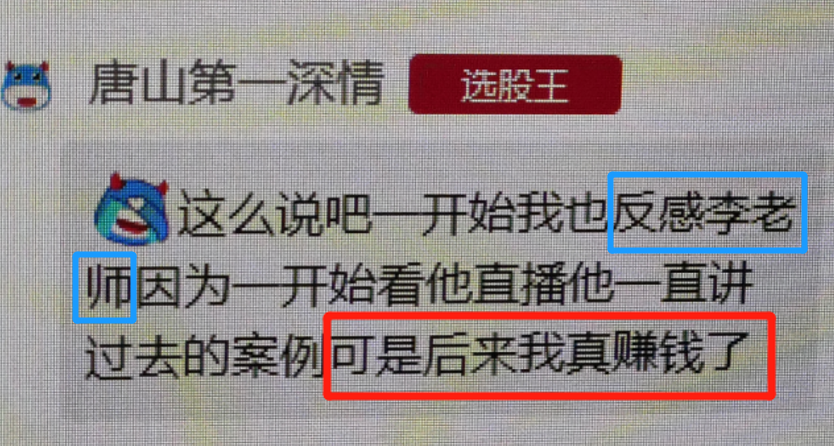 唐山第一深情 选股王
这么说吧一开始我也反感李老
师因为一开始看他直播他一直讲
过去的案例可是后来我真赚钱了